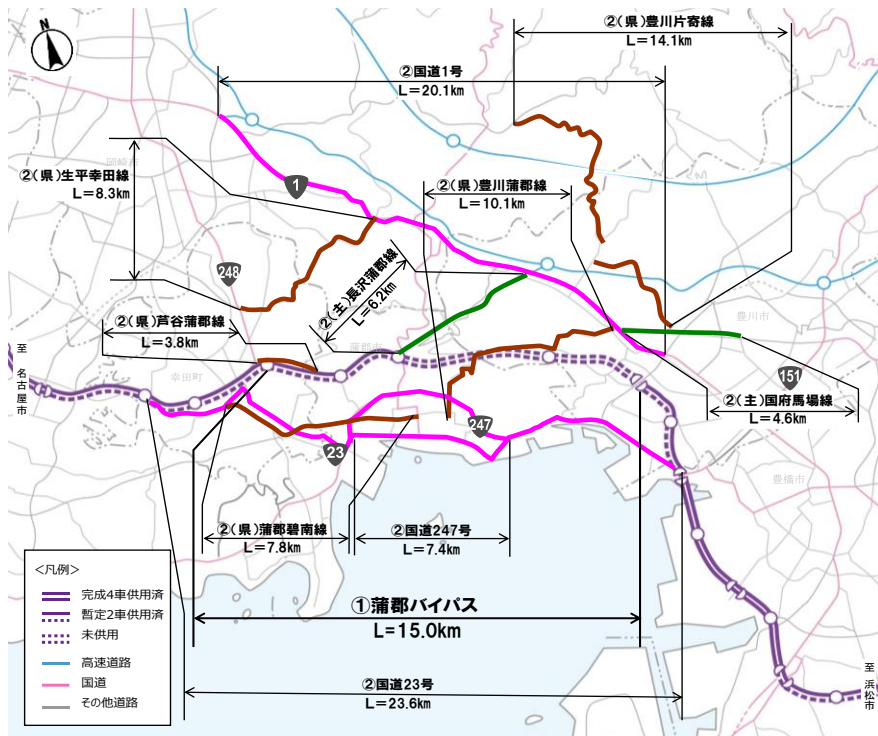 N
②(県)豊川片寄線
L=14.1km
②国道1号
L=20.1km
岡崎市
②(県)生平幸田線
L=8.3km
1
②(県)豊川蒲郡線
L=10.1km
248
②(主)長沢蒲郡線
L=6.2km
②(県)芦谷蒲郡線
L=3.8km
豊川市
蒲郡市
幸田町
至 名古屋市
151
②(主)国府馬場線
L=4.6km
247
23
豊橋市
②(県)蒲郡碧南線
L=7.8km
②国道247号
L=7.4km
①蒲郡バイパス
L=15.0km
②国道23号
L=23.6km
至 浜松市
<凡例>
完成4車供用済
暫定2車供用済
未供用
高速道路
国道
その他道路